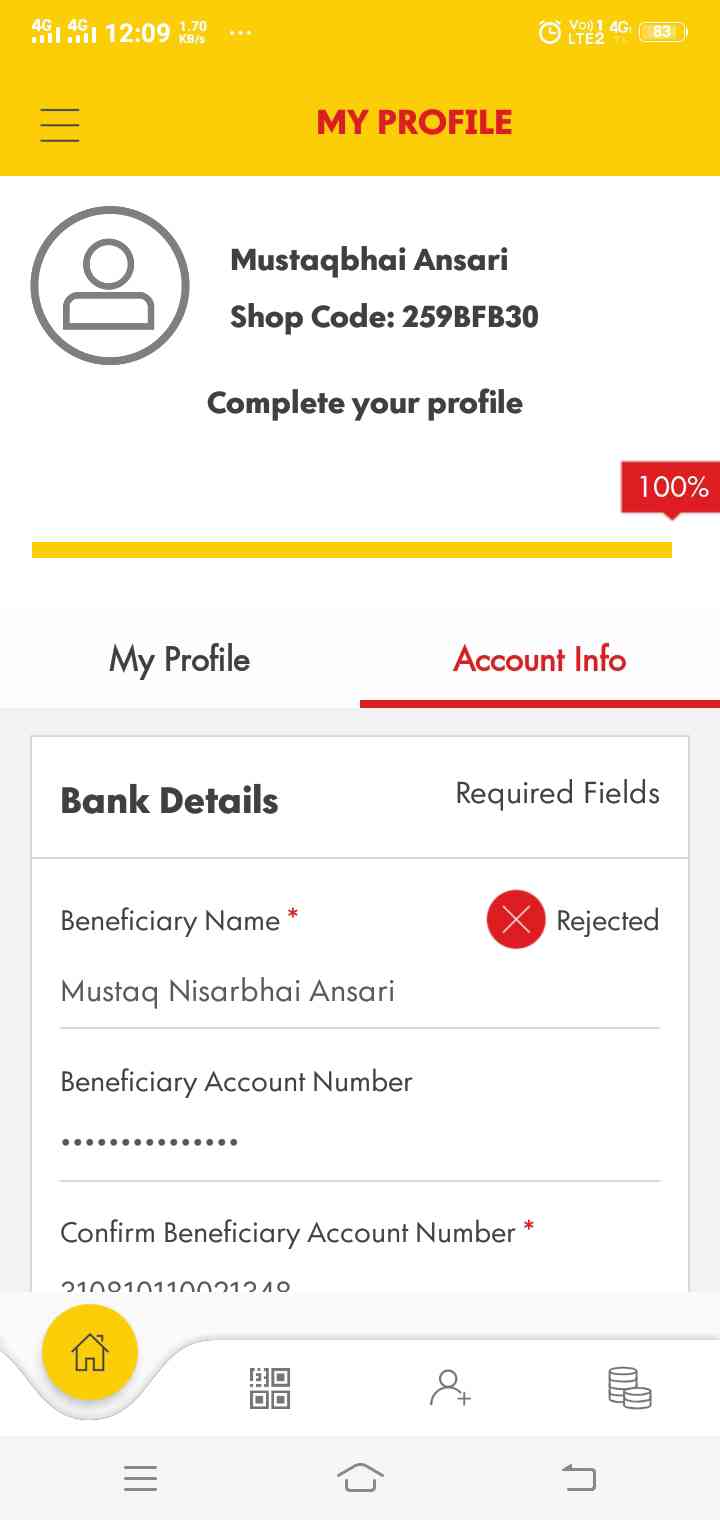 4G 4G 12:09 1.70 KB/s ... Vo)) 1 4G LTE2 83
MY PROFILE
Mustaqbhai Ansari
Shop Code: 259BFB30
Complete your profile
100%
My Profile Account Info
Bank Details Required Fields
Beneficiary Name * Rejected
Mustaq Nisarbhai Ansari
Beneficiary Account Number
•••••••••••••••
Confirm Beneficiary Account Number *
310810110021348